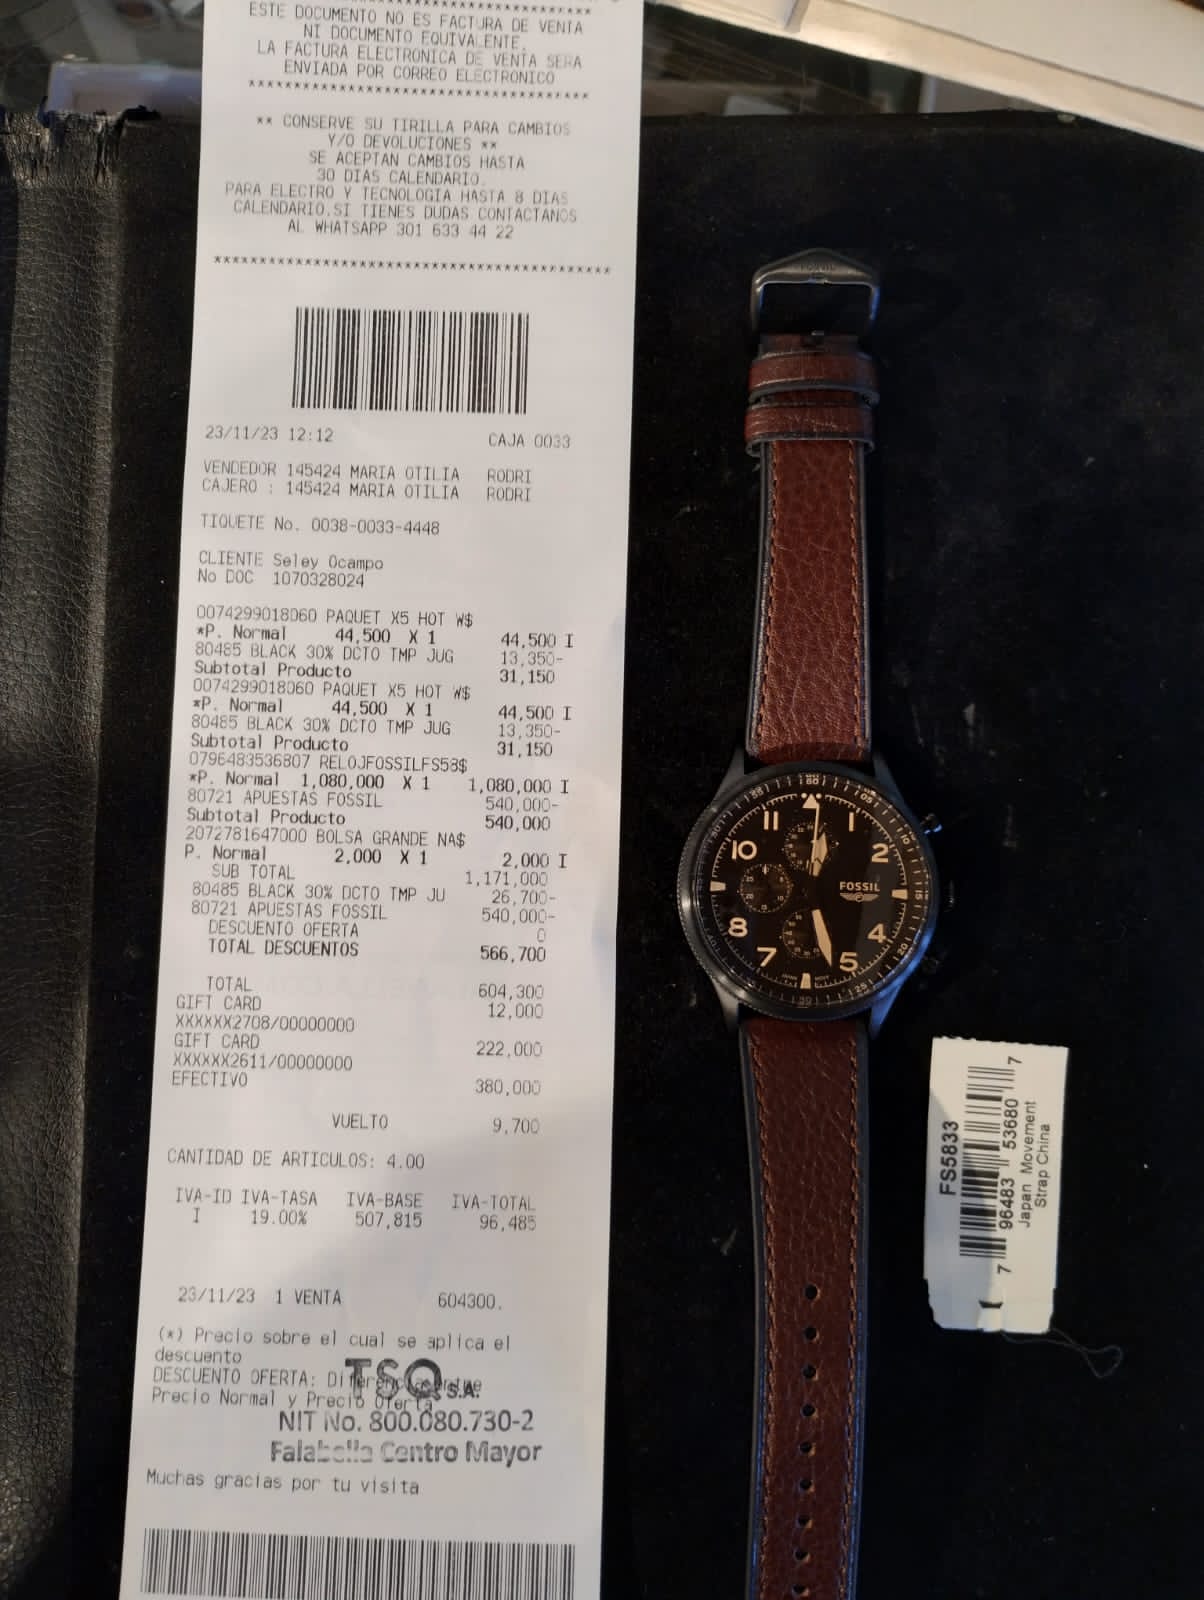 ESTE DOCUMENTO NO ES FACTURA DE VENTA
NI DOCUMENTO EQUIVALENTE.
LA FACTURA ELECTRONICA DE VENTA SERA
ENVIADA POR CORREO ELECTRONICO
****************************************
** CONSERVE SU TIRILLA PARA CAMBIOS
Y/O DEVOLUCIONES **
SE ACEPTAN CAMBIOS HASTA
30 DIAS CALENDARIO.
PARA ELECTRO Y TECNOLOGIA HASTA 8 DIAS
CALENDARIO.SI TIENES DUDAS CONTACTANOS
AL WHATSAPP 301 633 44 22
****************************************
23/11/23 12:12 CAJA 0033
VENDEDOR 145424 MARIA OTILIA RODRI
CAJERO : 145424 MARIA OTILIA RODRI
TIQUETE No. 0038-0033-4448
CLIENTE Seley Ocampo
No DOC 1070328024
0074299018060 PAQUET X5 HOT W$
*P. Normal 44,500 X 1 44,500 I
80485 BLACK 30% DCTO TMP JUG 13,350-
Subtotal Producto 31,150
0074299018060 PAQUET X5 HOT W$
*P. Normal 44,500 X 1 44,500 I
80485 BLACK 30% DCTO TMP JUG 13,350-
Subtotal Producto 31,150
0796483536807 RELOJFOSSILFS58$
*P. Normal 1,080,000 X 1 1,080,000 I
80721 APUESTAS FOSSIL 540,000-
Subtotal Producto 540,000
2072781647000 BOLSA GRANDE NA$
P. Normal 2,000 X 1 2,000 I
SUB TOTAL 1,171,000
80485 BLACK 30% DCTO TMP JU 26,700-
80721 APUESTAS FOSSIL 540,000-
DESCUENTO OFERTA 0
TOTAL DESCUENTOS 566,700
TOTAL 604,300
GIFT CARD 12,000
XXXXXX2708/00000000
GIFT CARD 222,000
XXXXXX2611/00000000
EFECTIVO 380,000
VUELTO 9,700
CANTIDAD DE ARTICULOS: 4.00
IVA-ID IVA-TASA IVA-BASE IVA-TOTAL
I 19.00% 507,815 96,485
23/11/23 1 VENTA 604300.
(*) Precio sobre el cual se aplica el
descuento
DESCUENTO OFERTA: Diferencia entre
Precio Normal y Precio Oferta
TSQ S.A.
NIT No. 800.080.730-2
Falabella Centro Mayor
Muchas gracias por tu visita
FOSSIL
11 1
10 2
8 4
7 5
FS5833
7 96483 53680 7
Japan Movement
Strap China